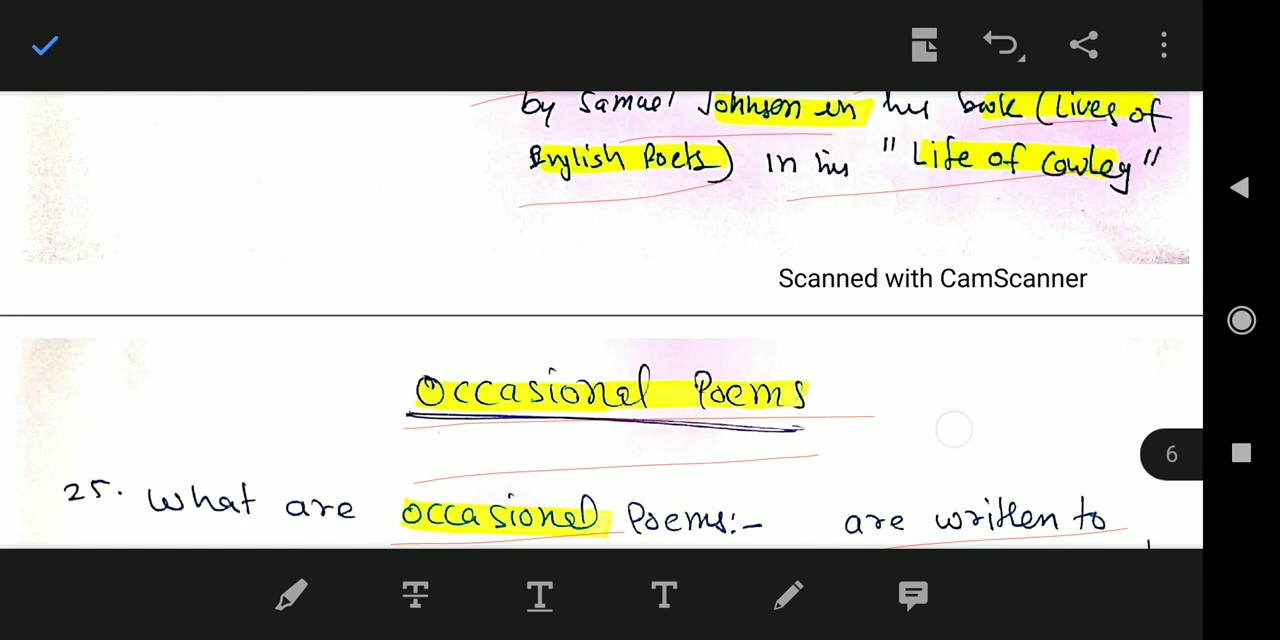 by Samuel Johnson in his book (Lives of
English Poets) in his "Life of Cowley"
Scanned with CamScanner
Occasional Poems
6
25. What are occasional Poems:- are written to